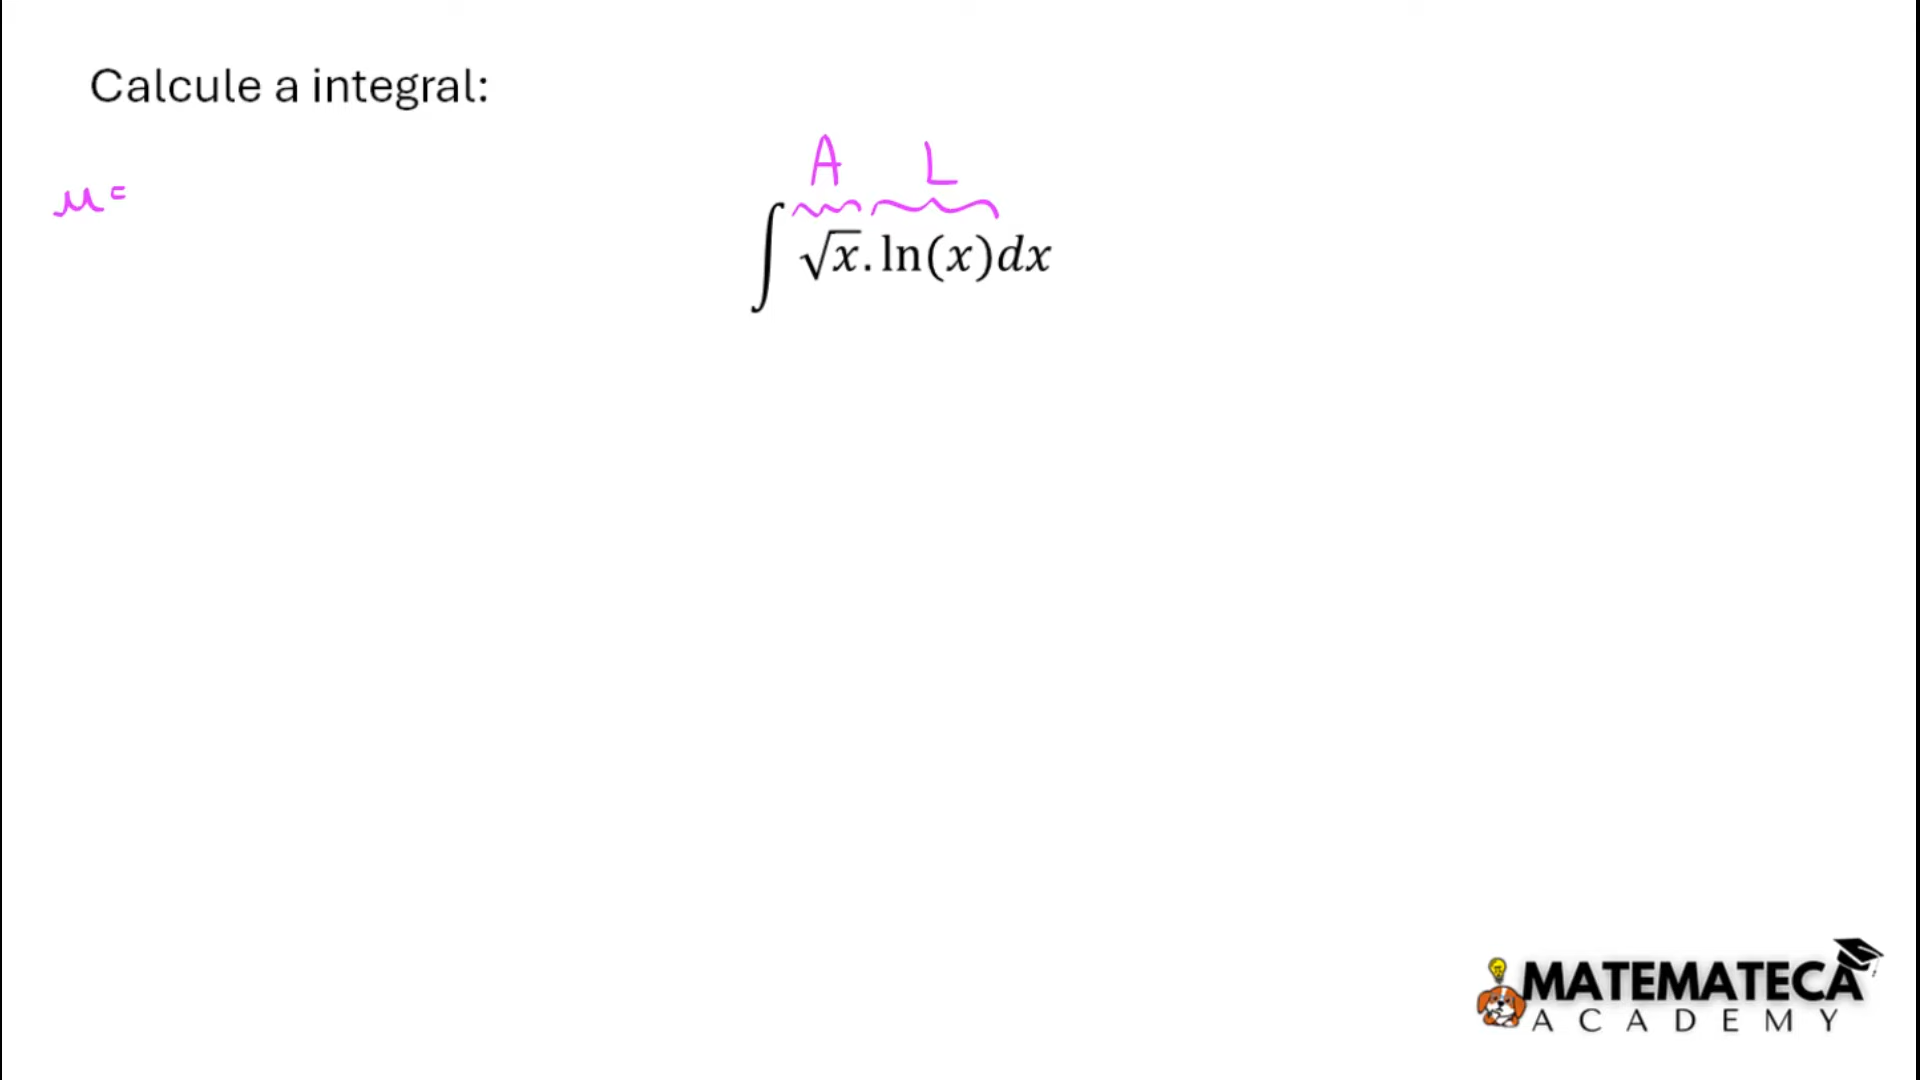 Calcule a integral:
A L
u =
∫ √x . ln(x)dx
MATEMATECA
ACADEMY